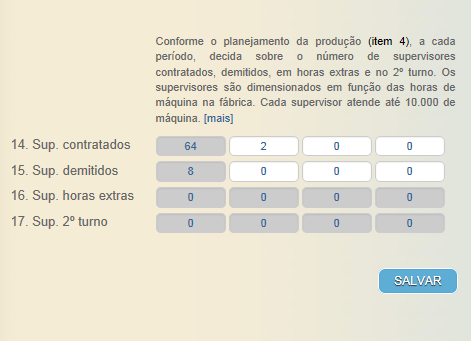 Conforme o planejamento da produção (item 4), a cada
período, decida sobre o número de supervisores
contratados, demitidos, em horas extras e no 2º turno. Os
supervisores são dimensionados em função das horas de
máquina na fábrica. Cada supervisor atende até 10.000 de
máquina. [mais]
14. Sup. contratados 64 2 0 0
15. Sup. demitidos 8 0 0 0
16. Sup. horas extras 0 0 0 0
17. Sup. 2º turno 0 0 0 0
SALVAR